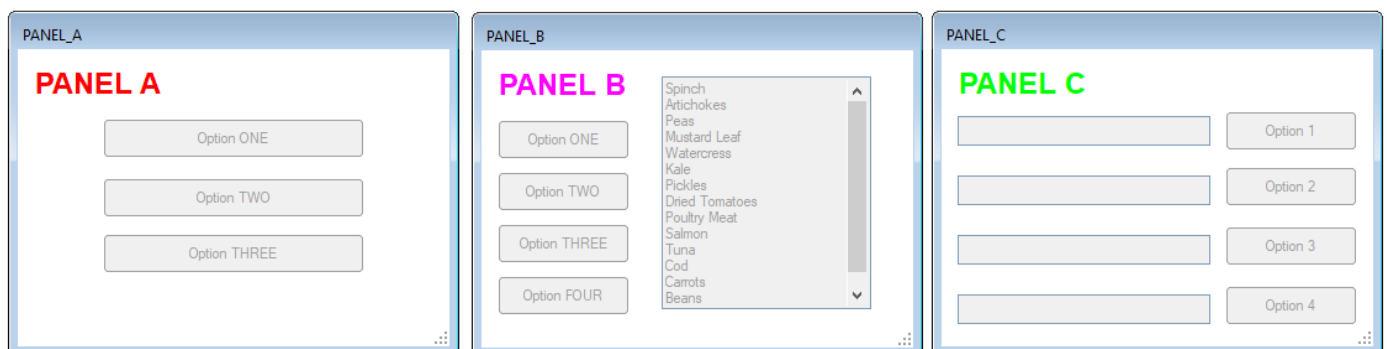 PANEL_A
PANEL A
Option ONE
Option TWO
Option THREE
PANEL_B
PANEL B
Option ONE
Option TWO
Option THREE
Option FOUR
Spinch
Artichokes
Peas
Mustard Leaf
Watercress
Kale
Pickles
Dried Tomatoes
Poultry Meat
Salmon
Tuna
Cod
Carrots
Beans
PANEL_C
PANEL C
Option 1
Option 2
Option 3
Option 4